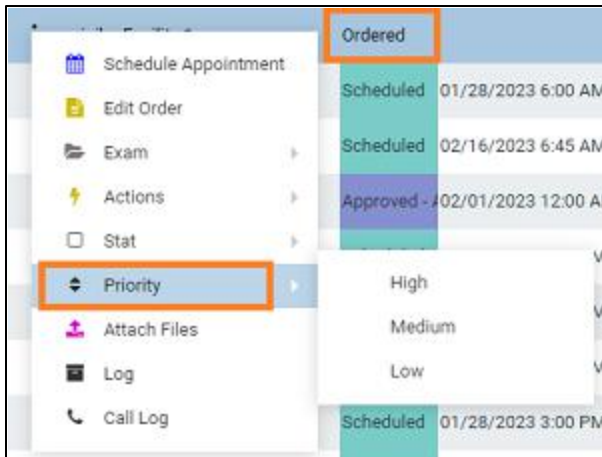 Ordered
Schedule Appointment
Scheduled 01/28/2023 6:00 AM
Edit Order
Exam
Scheduled 02/16/2023 6:45 AM
Actions
Approved - 02/01/2023 12:00
Stat
Priority
High
Medium
Attach Files
Low
Log
Call Log
Scheduled 01/28/2023 3:00 PM